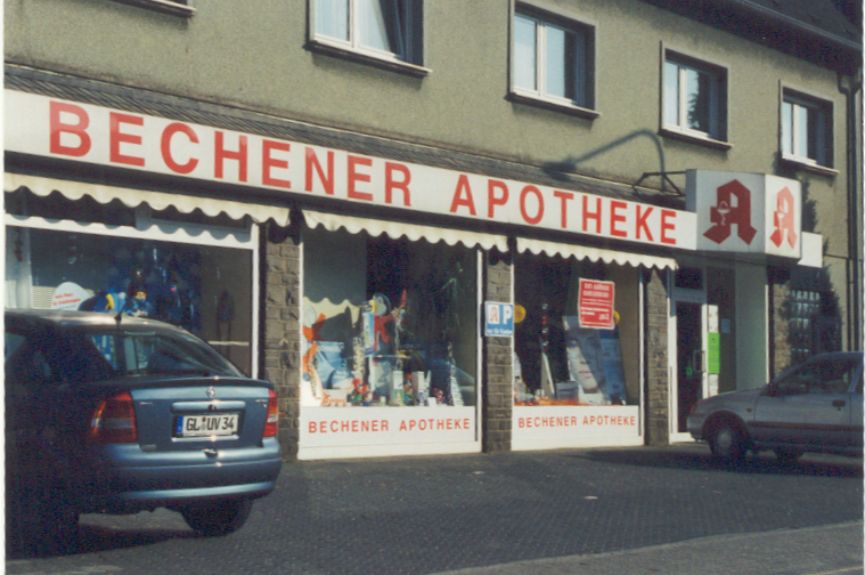 BECHENER APOTHEKE
A
P
BECHENER APOTHEKE
BECHENER APOTHEKE
GL UV 34